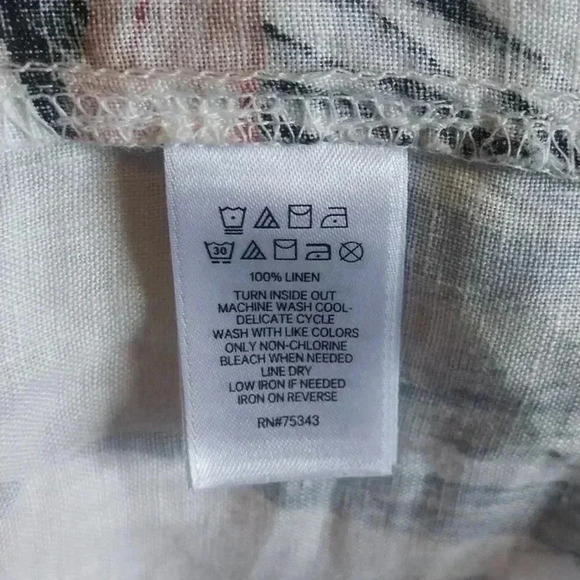 30
100% LINEN
TURN INSIDE OUT
MACHINE WASH COOL-
DELICATE CYCLE
WASH WITH LIKE COLORS
ONLY NON-CHLORINE
BLEACH WHEN NEEDED
LINE DRY
LOW IRON IF NEEDED
IRON ON REVERSE
RN#75343